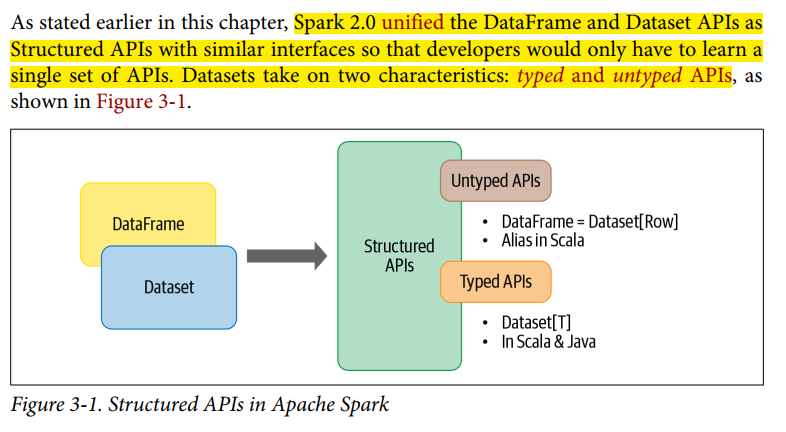 As stated earlier in this chapter, Spark 2.0 unified the DataFrame and Dataset APIs as
Structured APIs with similar interfaces so that developers would only have to learn a
single set of APIs. Datasets take on two characteristics: typed and untyped APIs, as
shown in Figure 3-1.
DataFrame
Dataset
Structured
APIs
Untyped APIs
• DataFrame = Dataset[Row]
• Alias in Scala
Typed APIs
• Dataset[T]
• In Scala & Java
Figure 3-1. Structured APIs in Apache Spark